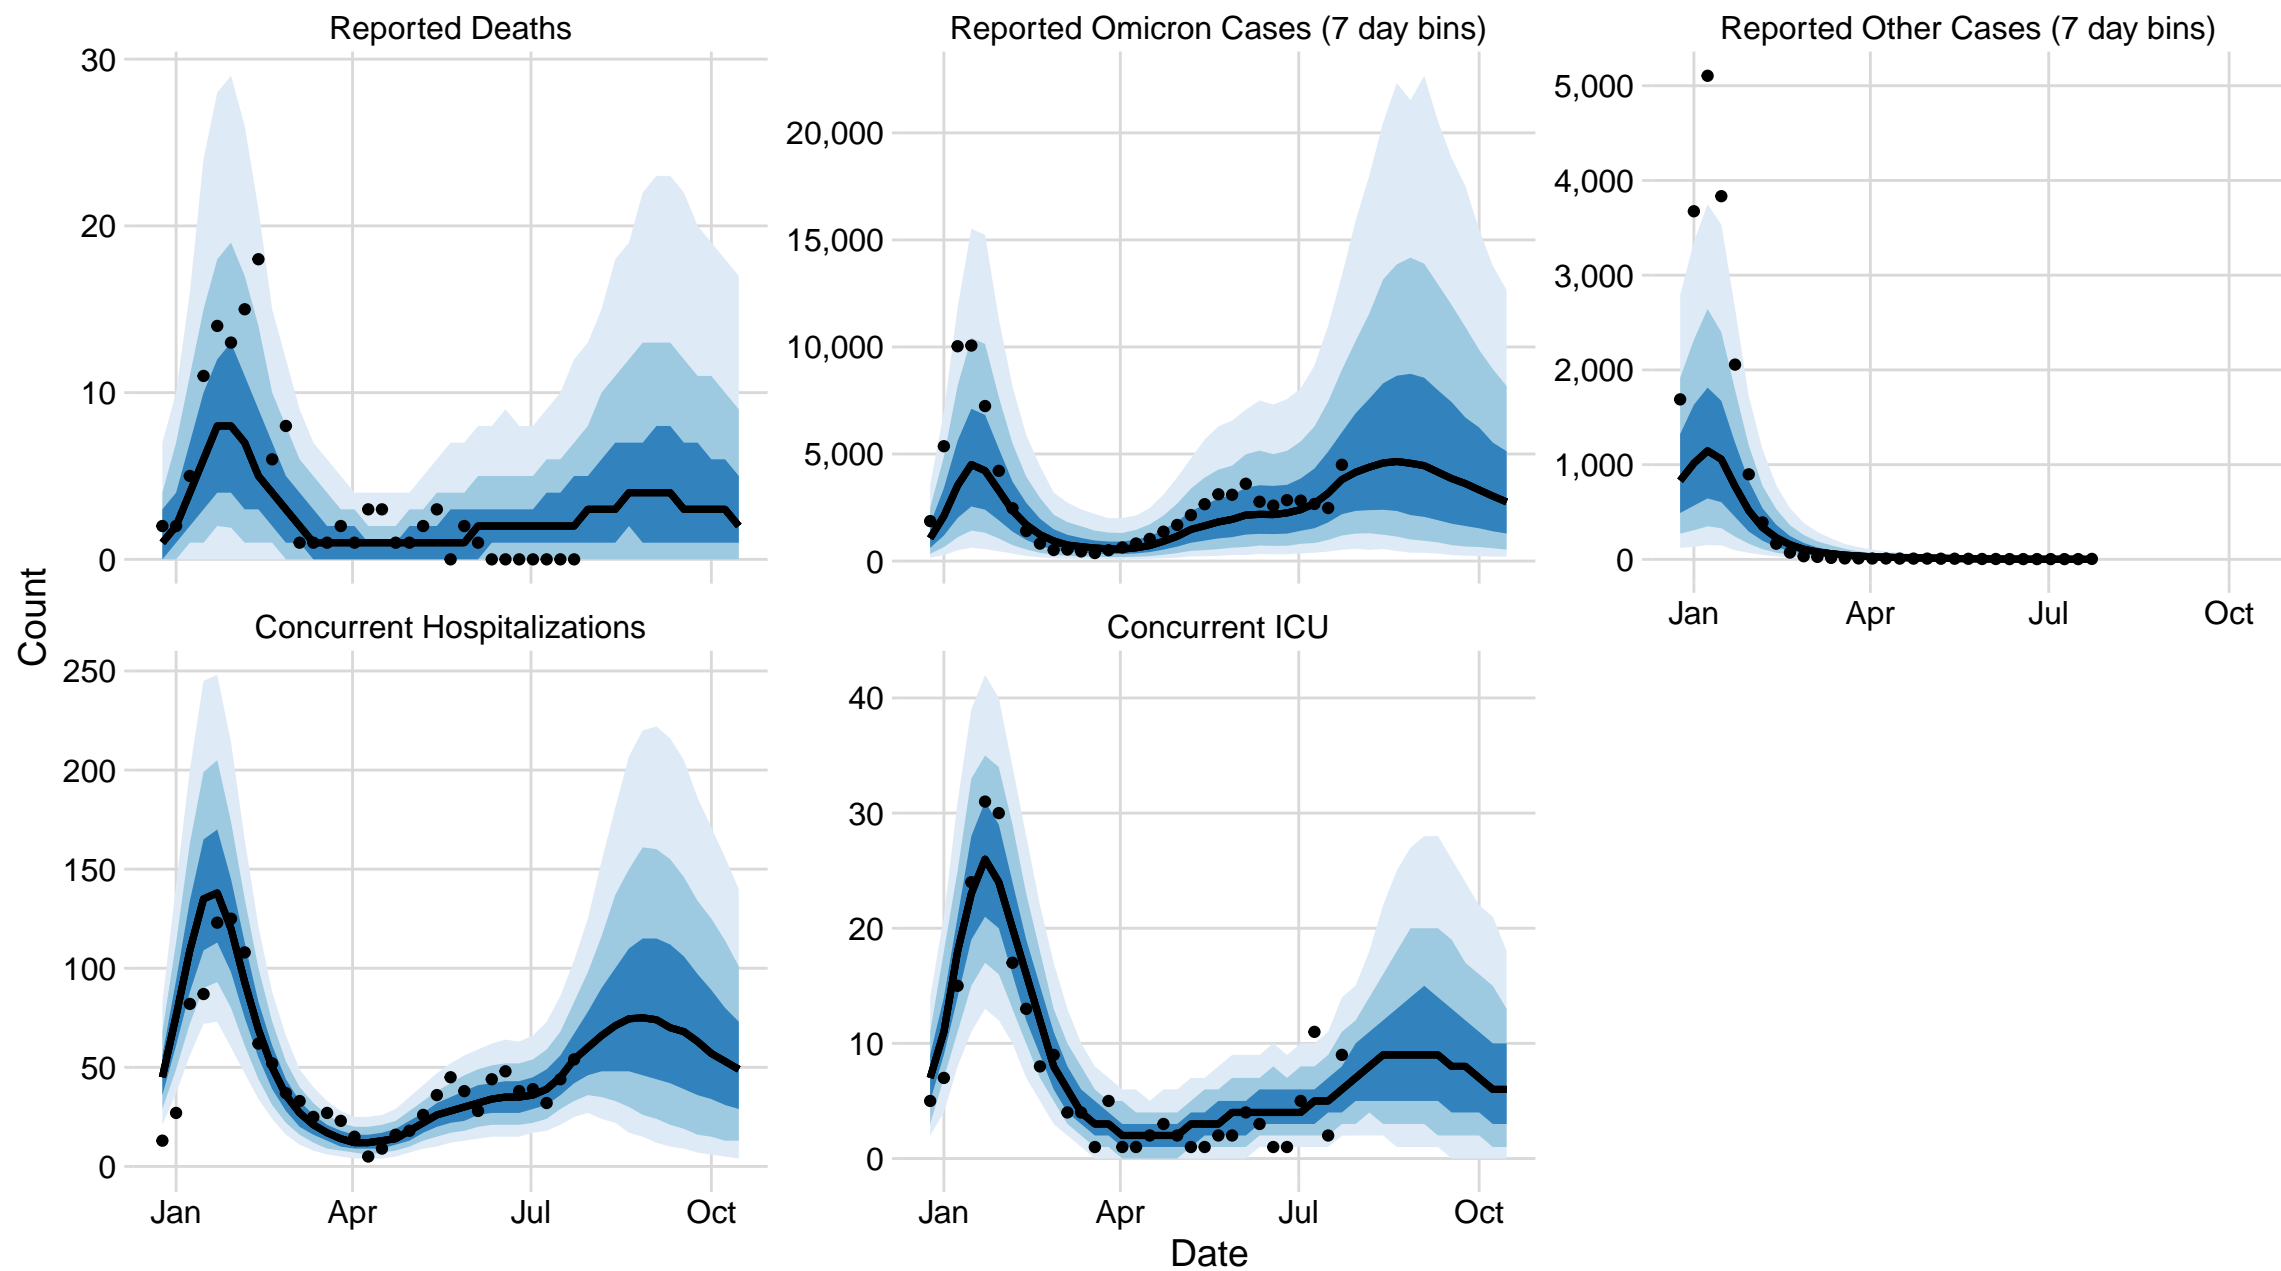 Reported Deaths
Reported Omicron Cases (7 day bins)
Reported Other Cases (7 day bins)
30
20
10
0
20,000
15,000
10,000
5,000
0
5,000
4,000
3,000
2,000
1,000
0
Jan Apr Jul Oct
Count
Concurrent Hospitalizations
Concurrent ICU
250
200
150
100
50
0
Jan Apr Jul Oct
40
30
20
10
0
Jan Apr Jul Oct
Date